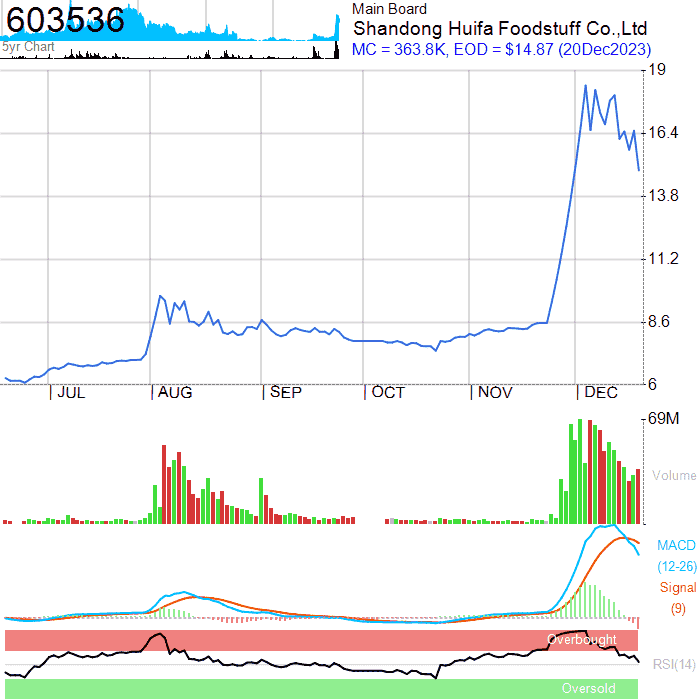 603536
5yr Chart
Main Board
Shandong Huifa Foodstuff Co.,Ltd
MC = 363.8K, EOD = $14.87 (20Dec2023)
19
16.4
13.8
11.2
8.6
6
JUL AUG SEP OCT NOV DEC
69M
Volume
MACD
(12-26)
Signal
(9)
Overbought
RSI(14)
Oversold